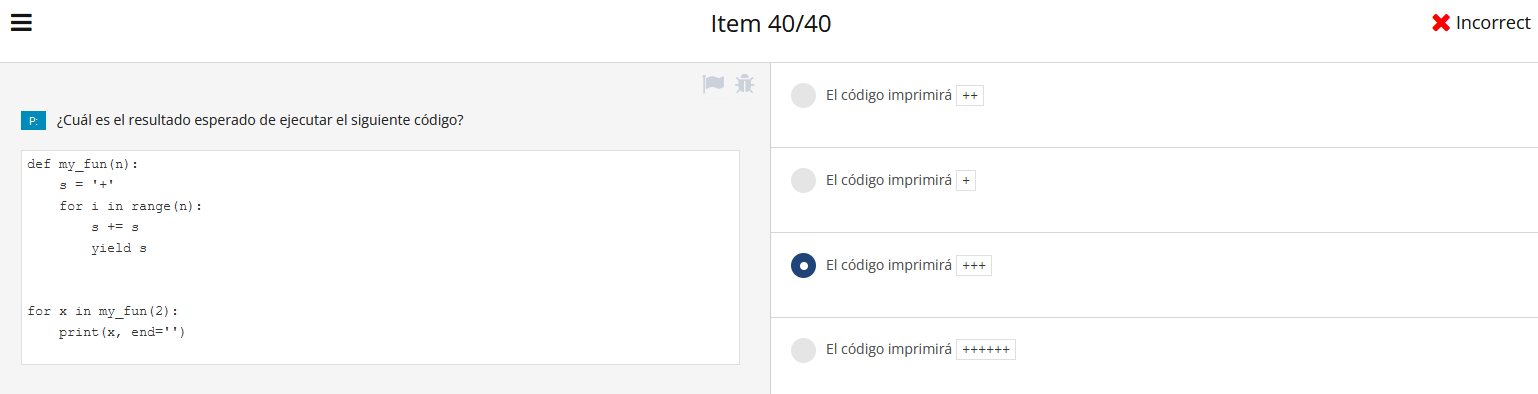 Item 40/40
Incorrect
P: ¿Cuál es el resultado esperado de ejecutar el siguiente código?
def my_fun(n):
    s = '+'
    for i in range(n):
        s += s
        yield s
for x in my_fun(2):
    print(x, end='')
El código imprimirá ++
El código imprimirá +
El código imprimirá +++
El código imprimirá ++++++